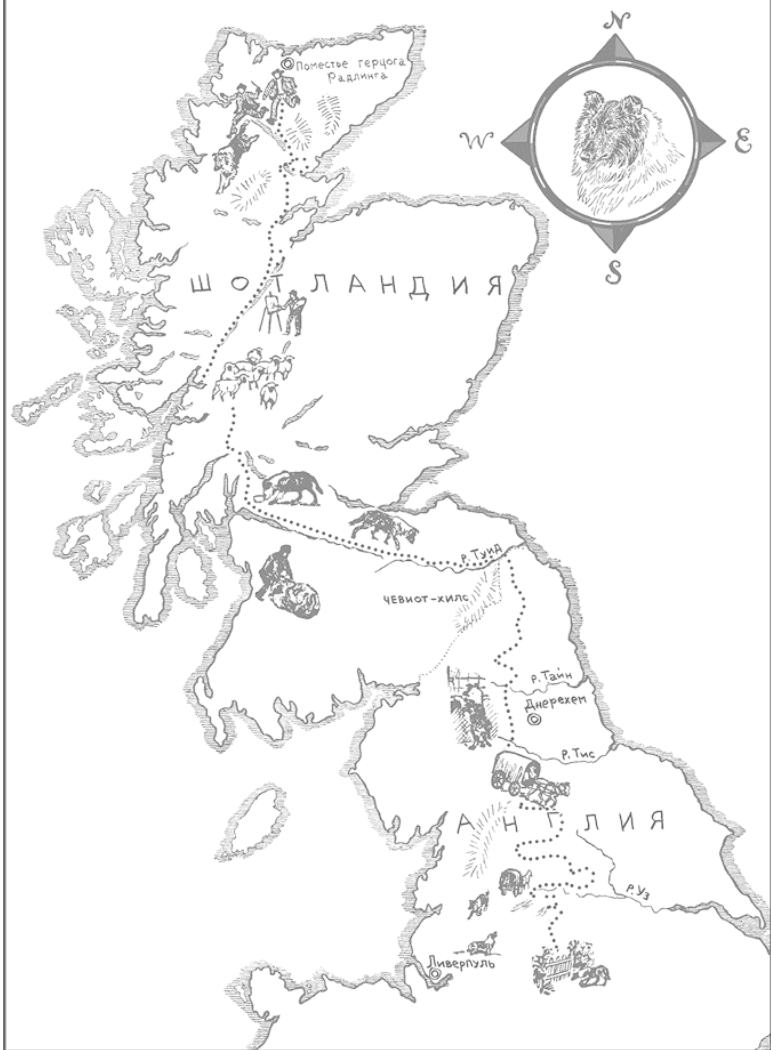 N
Поместье герцога
Радлинга
W
E
S
ШОТЛАНДИЯ
р. Туид
ЧЕВИОТ-ХИЛС
р. Тайн
Днерехем
р. Тис
АНГЛИЯ
р. Уз
Ливерпуль